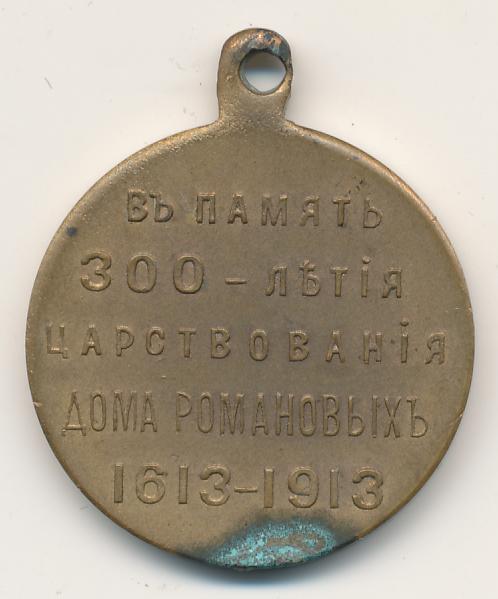 ВЪ ПАМЯТЬ
300-ЛѢТІЯ
ЦАРСТВОВАНІЯ
ДОМА РОМАНОВЫХЪ
1613-1913